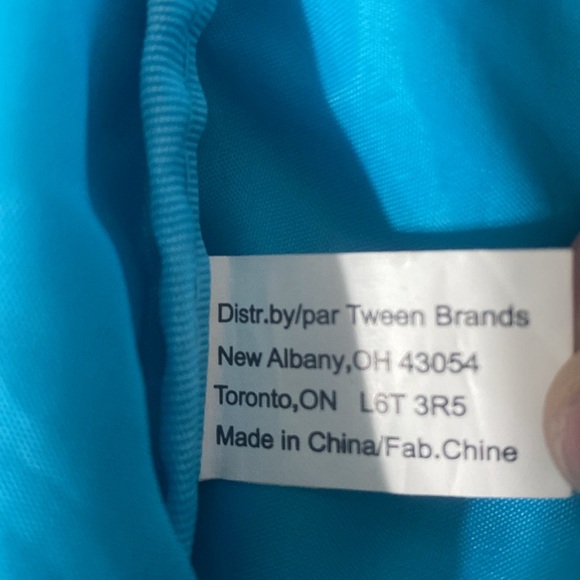 Distr.by/par Tween Brands
New Albany,OH 43054
Toronto,ON L6T 3R5
Made in China/Fab.Chine